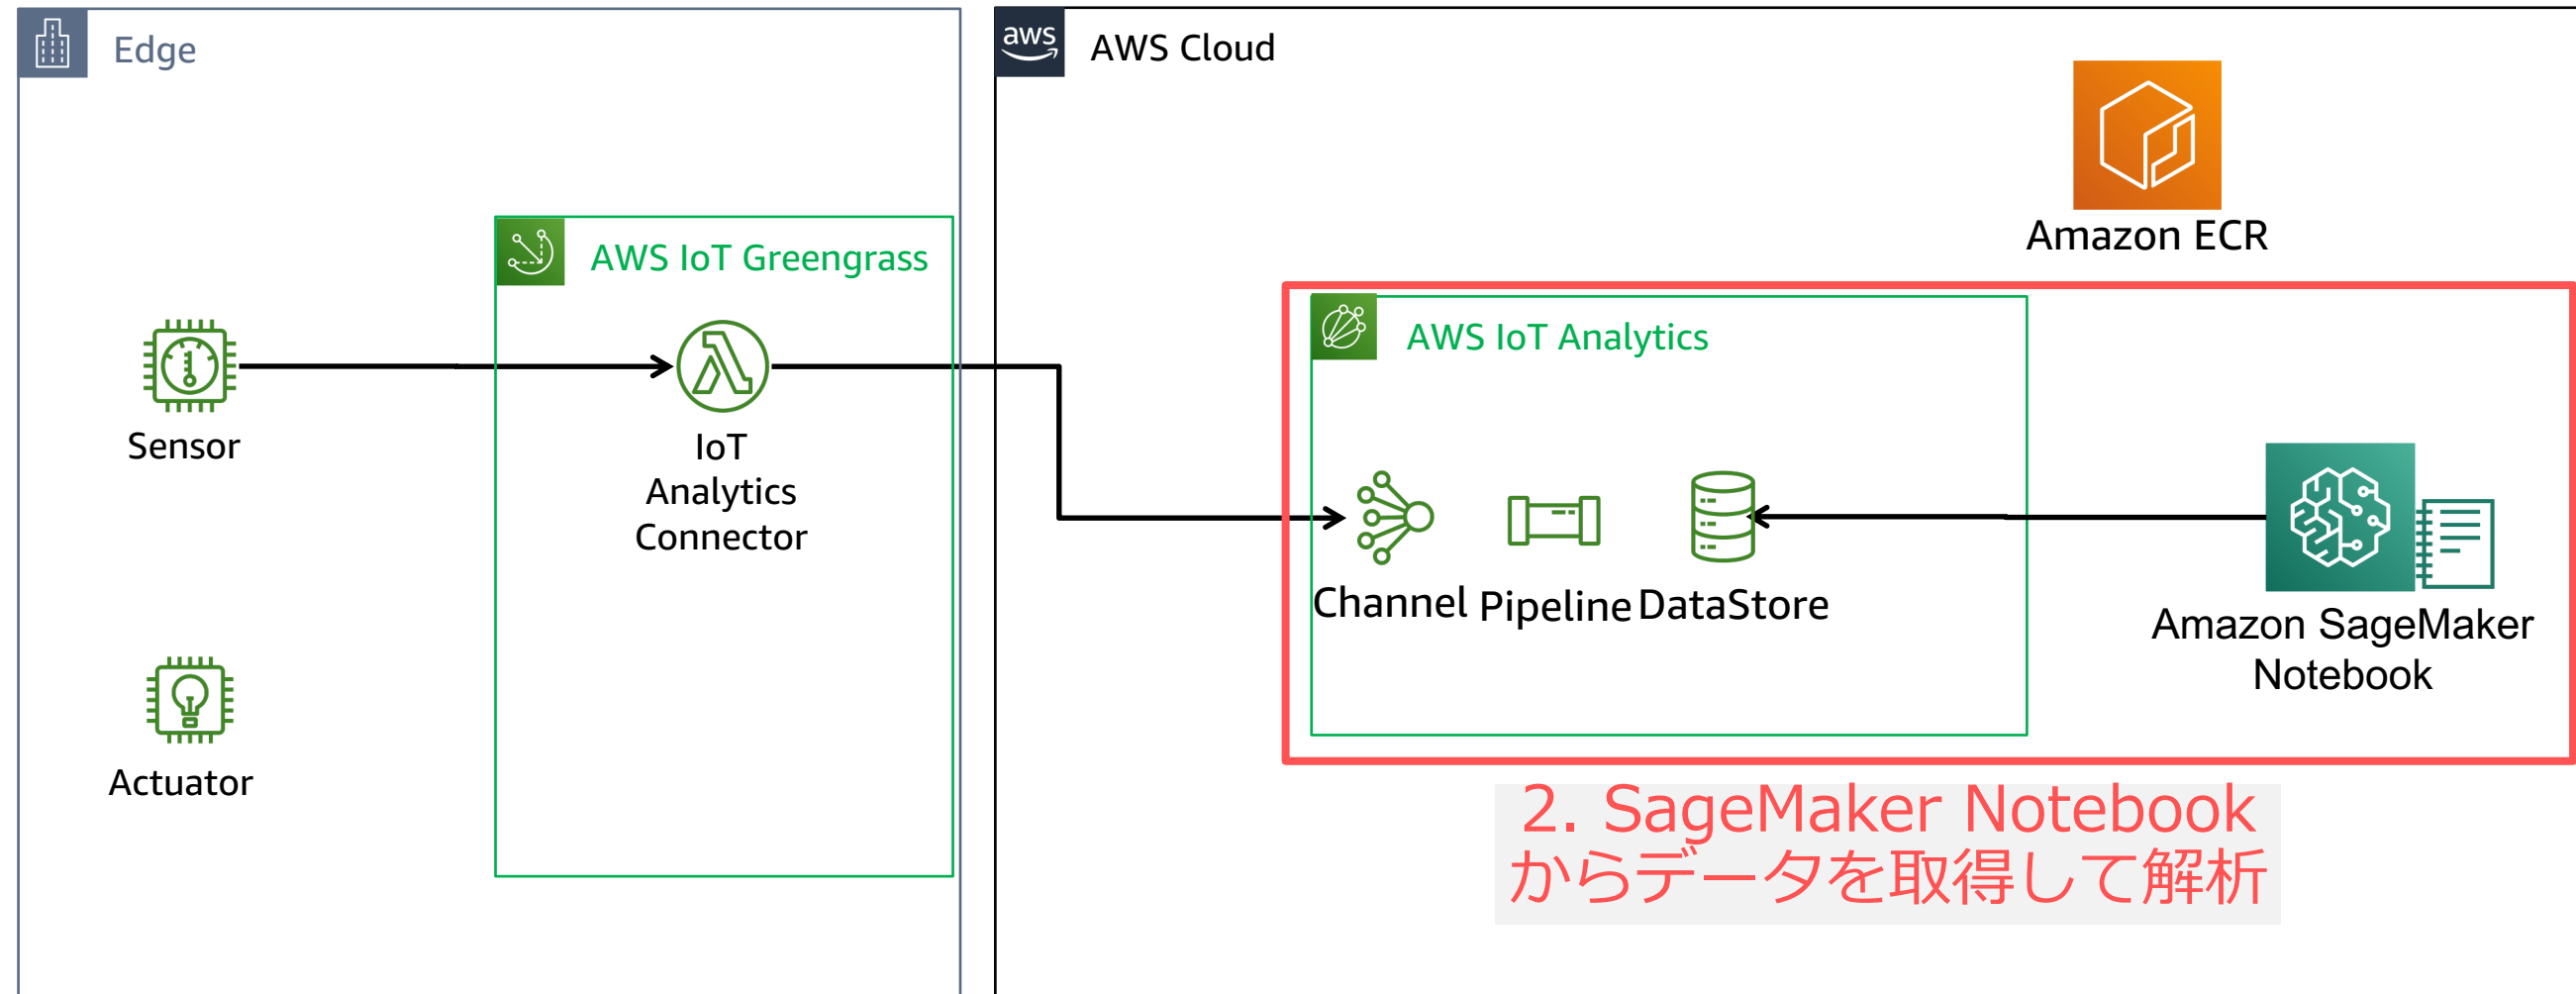 Edge
aws
AWS Cloud
Amazon ECR
AWS IoT Greengrass
AWS IoT Analytics
Sensor
IoT
Analytics
Connector
Channel
Pipeline
DataStore
Amazon SageMaker
Notebook
Actuator
2. SageMaker Notebook
からデータを取得して解析